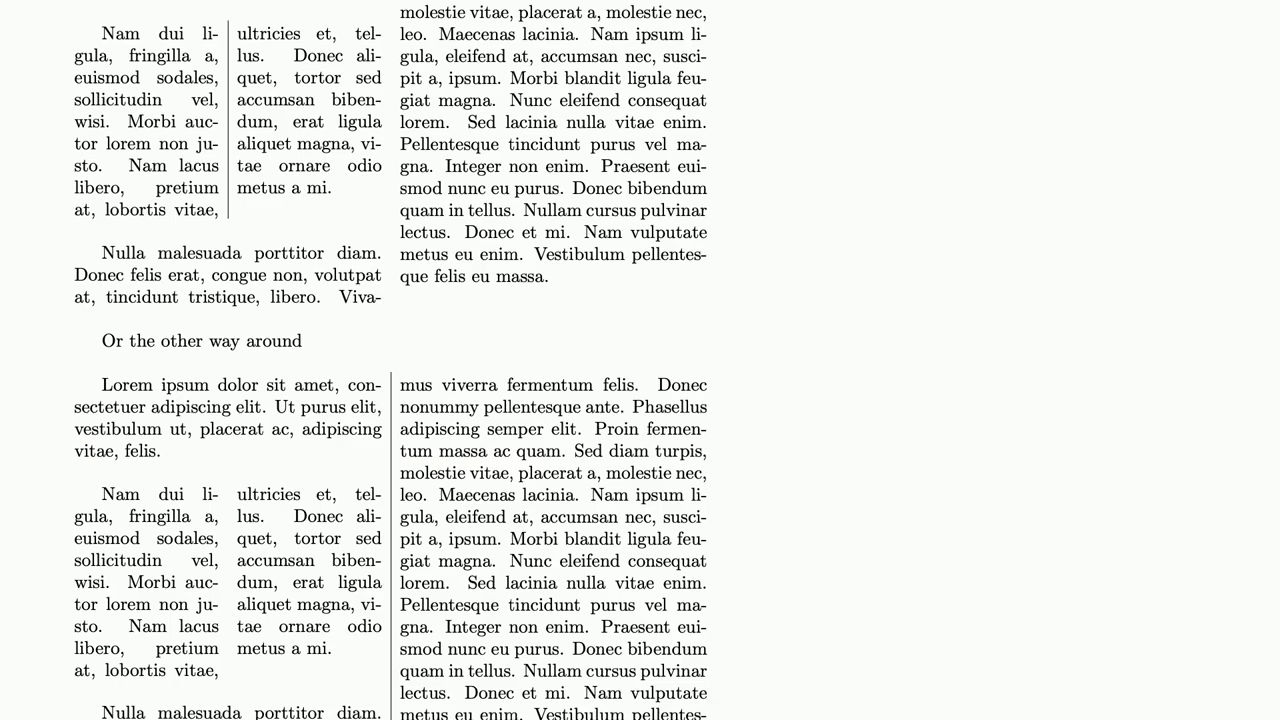 Nam dui li-
gula, fringilla a,
euismod sodales,
sollicitudin vel,
wisi. Morbi auc-
tor lorem non ju-
sto. Nam lacus
libero, pretium
at, lobortis vitae,
ultricies et, tel-
lus. Donec ali-
quet, tortor sed
accumsan biben-
dum, erat ligula
aliquet magna, vi-
tae ornare odio
metus a mi.
Nulla malesuada porttitor diam.
Donec felis erat, congue non, volutpat
at, tincidunt tristique, libero. Viva-
molestie vitae, placerat a, molestie nec,
leo. Maecenas lacinia. Nam ipsum li-
gula, eleifend at, accumsan nec, susci-
pit a, ipsum. Morbi blandit ligula feu-
giat magna. Nunc eleifend consequat
lorem. Sed lacinia nulla vitae enim.
Pellentesque tincidunt purus vel ma-
gna. Integer non enim. Praesent eui-
smod nunc eu purus. Donec bibendum
quam in tellus. Nullam cursus pulvinar
lectus. Donec et mi. Nam vulputate
metus eu enim. Vestibulum pellentes-
que felis eu massa.
Or the other way around
Lorem ipsum dolor sit amet, con-
sectetuer adipiscing elit. Ut purus elit,
vestibulum ut, placerat ac, adipiscing
vitae, felis.
Nam dui li-
gula, fringilla a,
euismod sodales,
sollicitudin vel,
wisi. Morbi auc-
tor lorem non ju-
sto. Nam lacus
libero, pretium
at, lobortis vitae,
ultricies et, tel-
lus. Donec ali-
quet, tortor sed
accumsan biben-
dum, erat ligula
aliquet magna, vi-
tae ornare odio
metus a mi.
Nulla malesuada porttitor diam.
mus viverra fermentum felis. Donec
nonummy pellentesque ante. Phasellus
adipiscing semper elit. Proin fermen-
tum massa ac quam. Sed diam turpis,
molestie vitae, placerat a, molestie nec,
leo. Maecenas lacinia. Nam ipsum li-
gula, eleifend at, accumsan nec, susci-
pit a, ipsum. Morbi blandit ligula feu-
giat magna. Nunc eleifend consequat
lorem. Sed lacinia nulla vitae enim.
Pellentesque tincidunt purus vel ma-
gna. Integer non enim. Praesent eui-
smod nunc eu purus. Donec bibendum
quam in tellus. Nullam cursus pulvinar
lectus. Donec et mi. Nam vulputate
metus eu enim. Vestibulum pellentes-